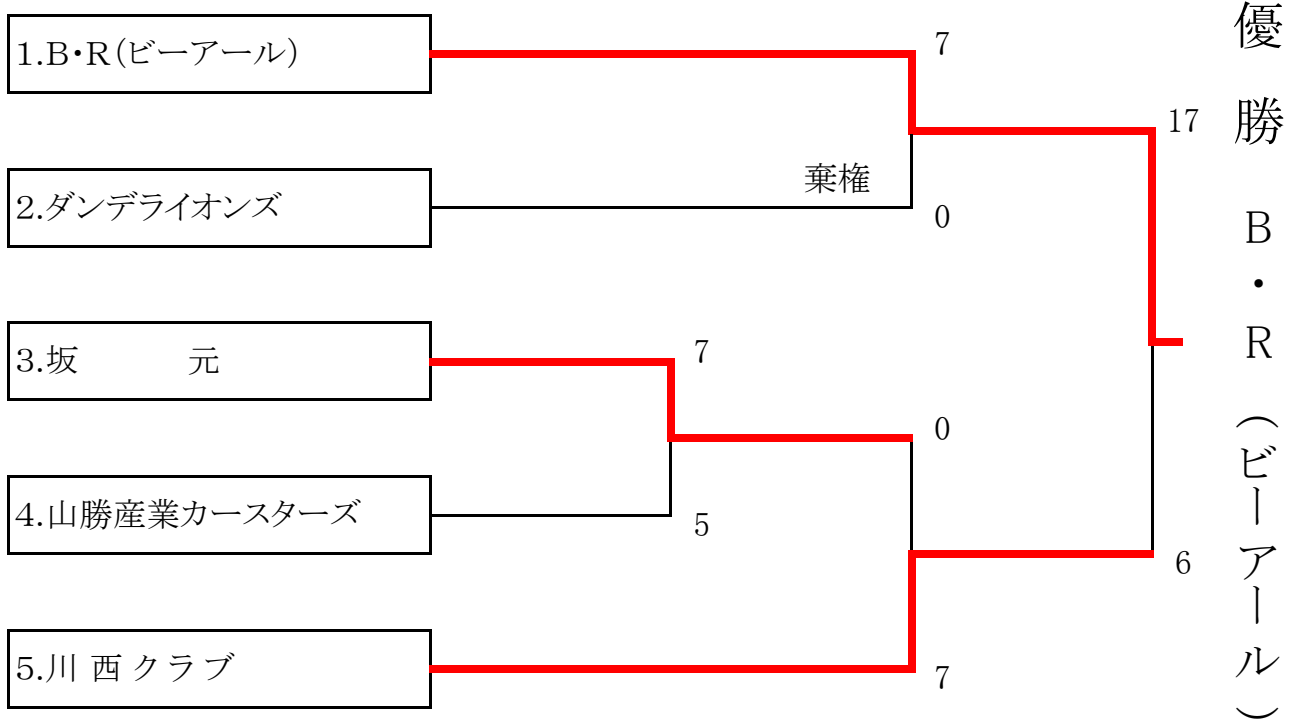 1.B・R(ビーアール)
2.ダンデライオンズ
3.坂　　　元
4.山勝産業カースターズ
5.川 西 ク ラ ブ
7
棄権
0
7
5
0
7
17
6
優勝 B・R(ビーアール)